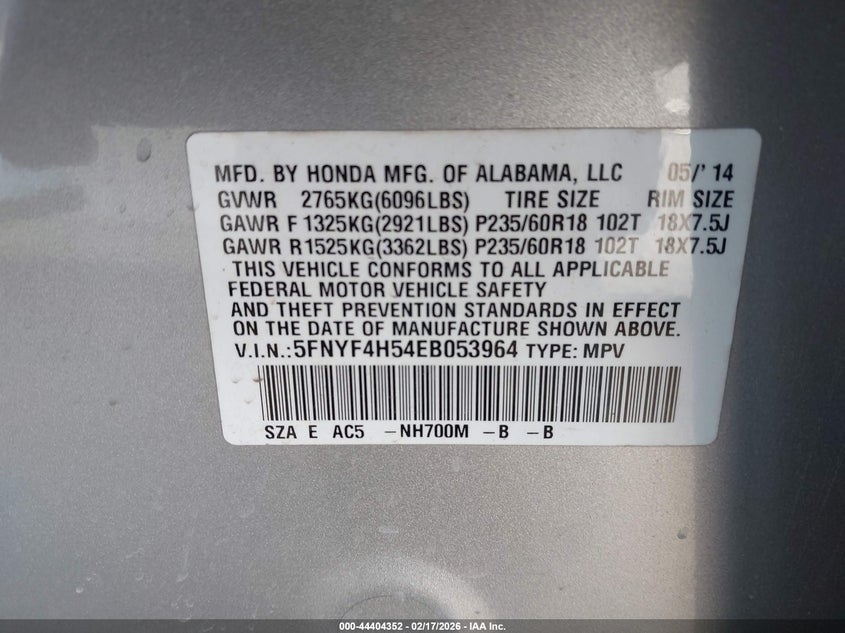 MFD. BY HONDA MFG. OF ALABAMA, LLC 05/' 14
GVWR 2765KG(6096LBS) TIRE SIZE RIM SIZE
GAWR F 1325KG(2921LBS) P235/60R18 102T 18X7.5J
GAWR R1525KG(3362LBS) P235/60R18 102T 18X7.5J
THIS VEHICLE CONFORMS TO ALL APPLICABLE
FEDERAL MOTOR VEHICLE SAFETY
AND THEFT PREVENTION STANDARDS IN EFFECT
ON THE DATE OF MANUFACTURE SHOWN ABOVE.
V.I.N.:5FNYF4H54EB053964 TYPE: MPV
SZA E AC5 -NH700M -B -B
000-44404352 - 02/17/2026 - IAA Inc.